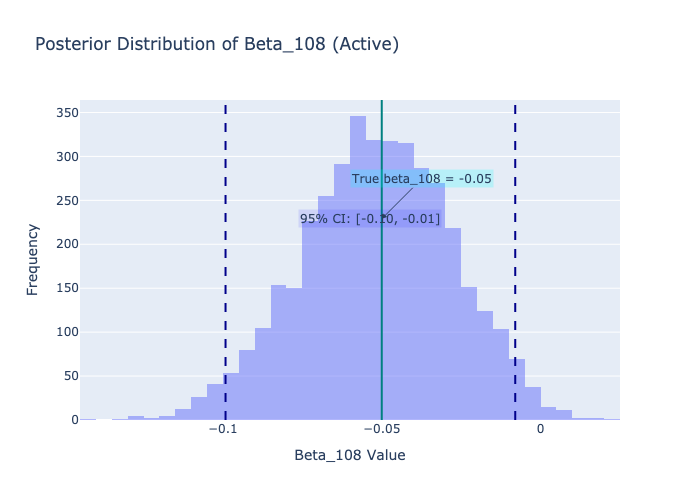 Posterior Distribution of Beta_108 (Active)
350
300
250
200
150
100
50
0
Frequency
True beta_108 = -0.05
95% CI: [-0.10, -0.01]
−0.1
−0.05
0
Beta_108 Value